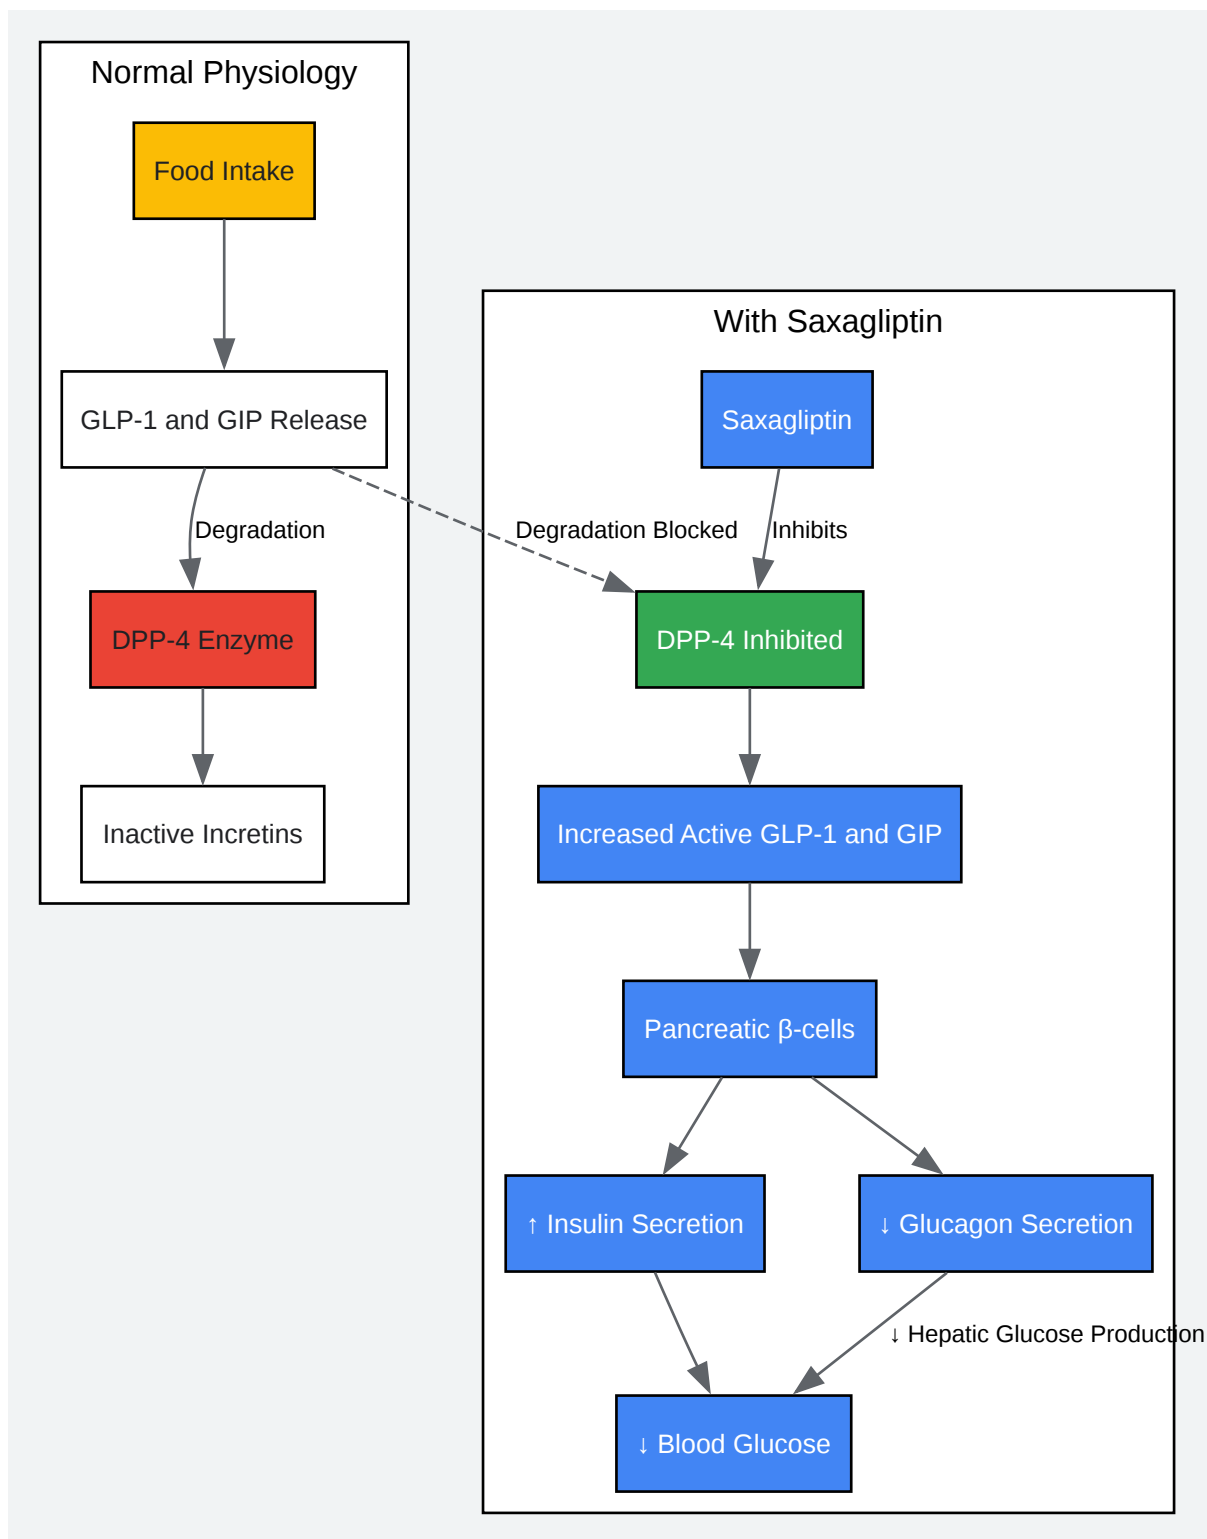 Normal Physiology
Food Intake
GLP-1 and GIP Release
Degradation
DPP-4 Enzyme
Inactive Incretins
With Saxagliptin
Saxagliptin
Degradation Blocked
Inhibits
DPP-4 Inhibited
Increased Active GLP-1 and GIP
Pancreatic β-cells
↑ Insulin Secretion
↓ Glucagon Secretion
↓ Hepatic Glucose Production
↓ Blood Glucose